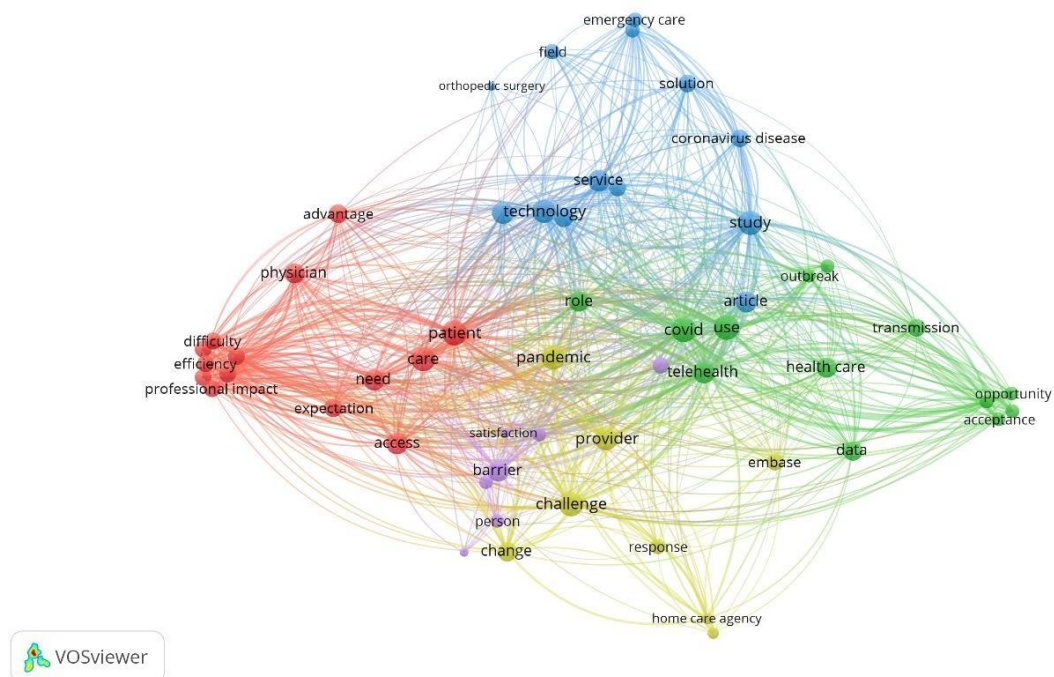 emergency care
field
orthopedic surgery
solution
coronavirus disease
service
technology
advantage
study
physician
outbreak
role
article
covid
use
transmission
patient
difficulty
care
pandemic
efficiency
telehealth
health care
need
professional impact
opportunity
expectation
acceptance
satisfaction
access
provider
data
barrier
embase
challenge
person
change
response
home care agency
VOSviewer